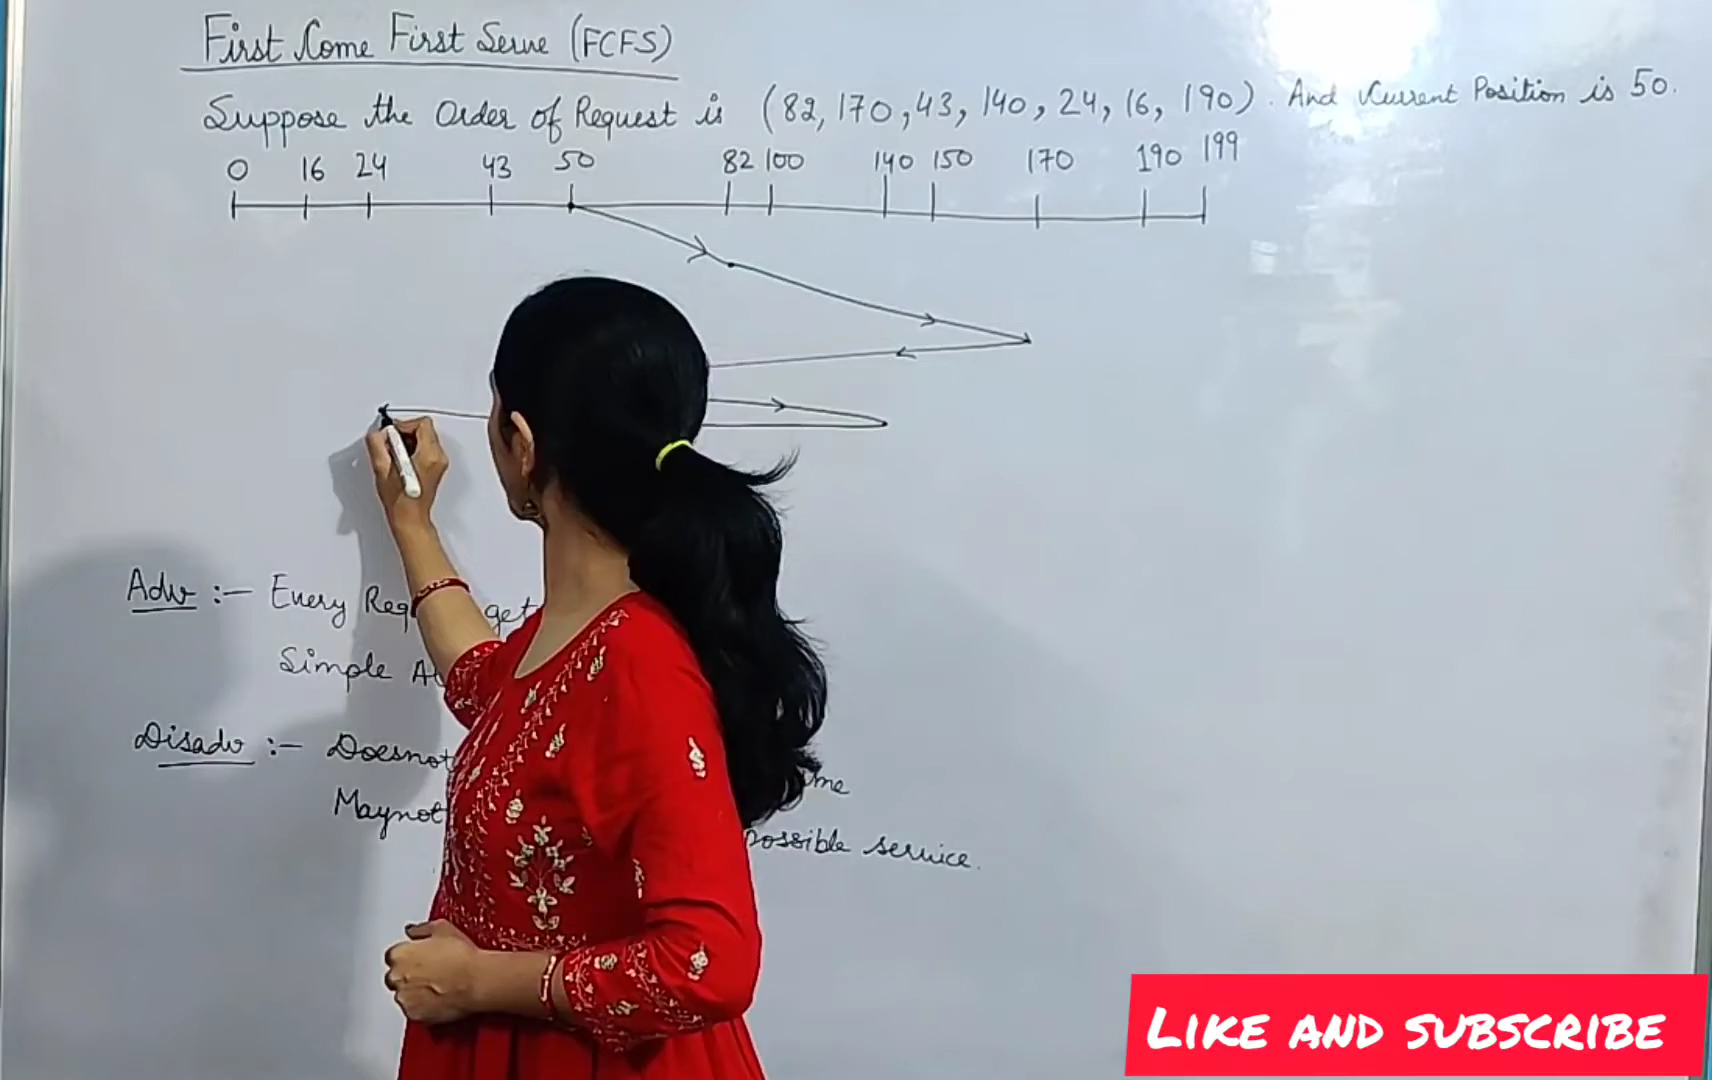 First Come First Serve (FCFS)
Suppose the Order of Request is (82, 170, 43, 140, 24, 16, 190). And Current Position is 50.
0 16 24 43 50 82 100 140 150 170 190 199
Adv :- Every get
Simple
Disadv :- Doesnot
Maynot possible service.
LIKE AND SUBSCRIBE